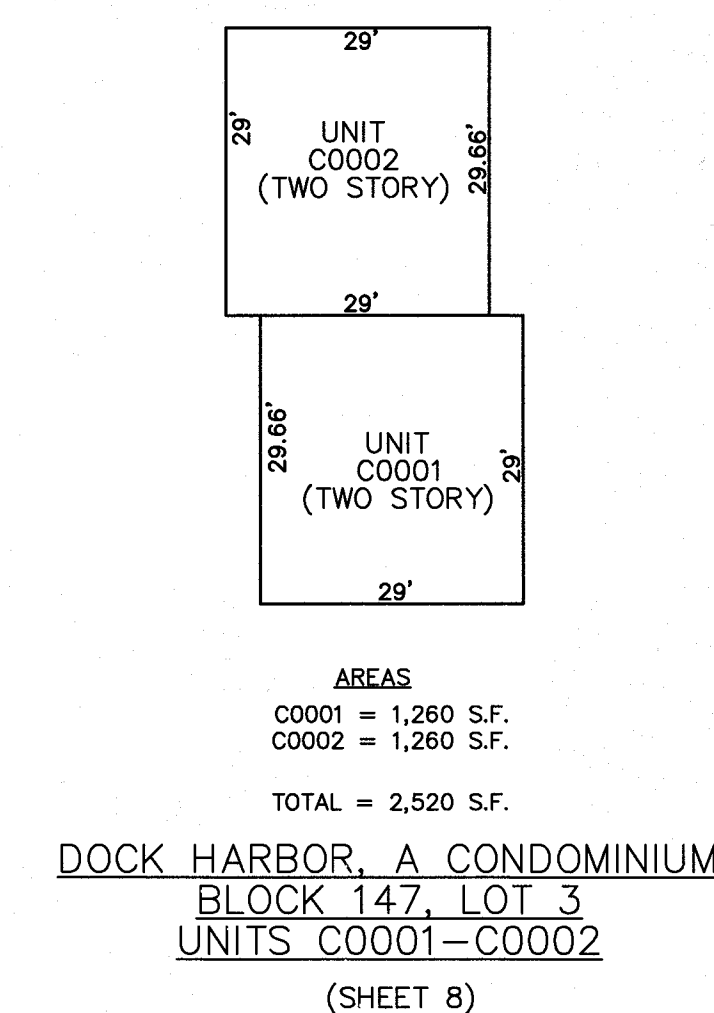 29'
29'
UNIT
C0002
(TWO STORY)
29.66'
29'
29.66'
UNIT
C0001
(TWO STORY)
29'
29'
AREAS
C0001 = 1,260 S.F.
C0002 = 1,260 S.F.
TOTAL = 2,520 S.F.
DOCK HARBOR, A CONDOMINIUM
BLOCK 147, LOT 3
UNITS C0001-C0002
(SHEET 8)